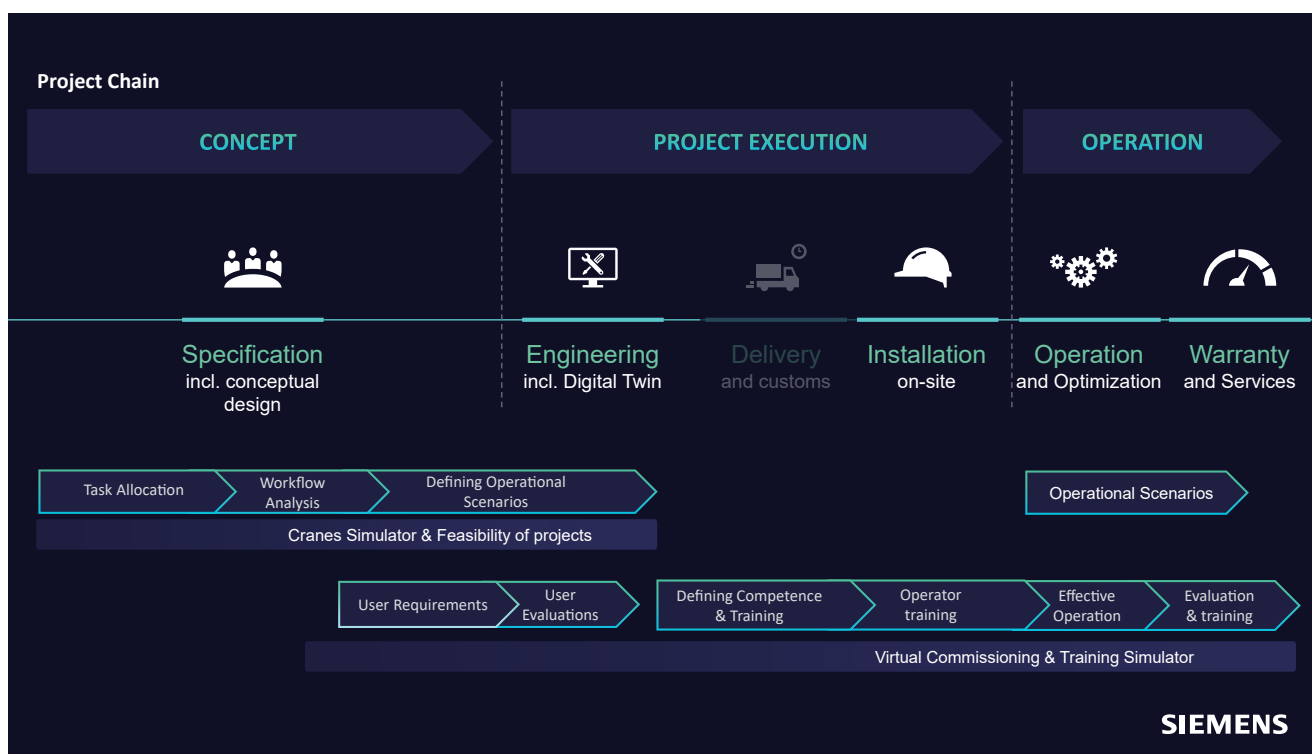 Project Chain
CONCEPT
PROJECT EXECUTION
OPERATION
Specification
incl. conceptual
design
Engineering
incl. Digital Twin
Delivery
and customs
Installation
on-site
Operation
and Optimization
Warranty
and Services
Task Allocation
Workflow
Analysis
Defining Operational
Scenarios
Operational Scenarios
Cranes Simulator & Feasibility of projects
User Requirements
User
Evaluations
Defining Competence
& Training
Operator
training
Effective
Operation
Evaluation
& training
Virtual Commissioning & Training Simulator
SIEMENS